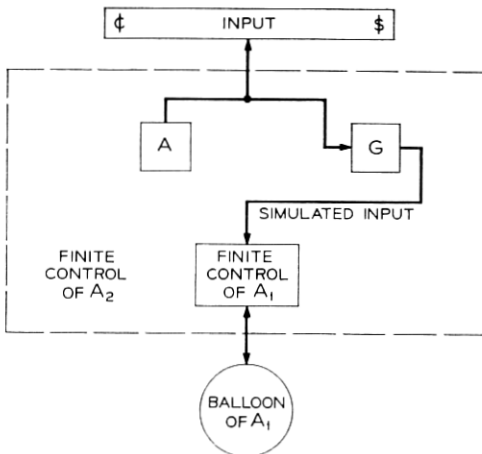 ¢ INPUT $
A
G
SIMULATED INPUT
FINITE
CONTROL
OF A₂
FINITE
CONTROL
OF A₁
BALLOON
OF A₁